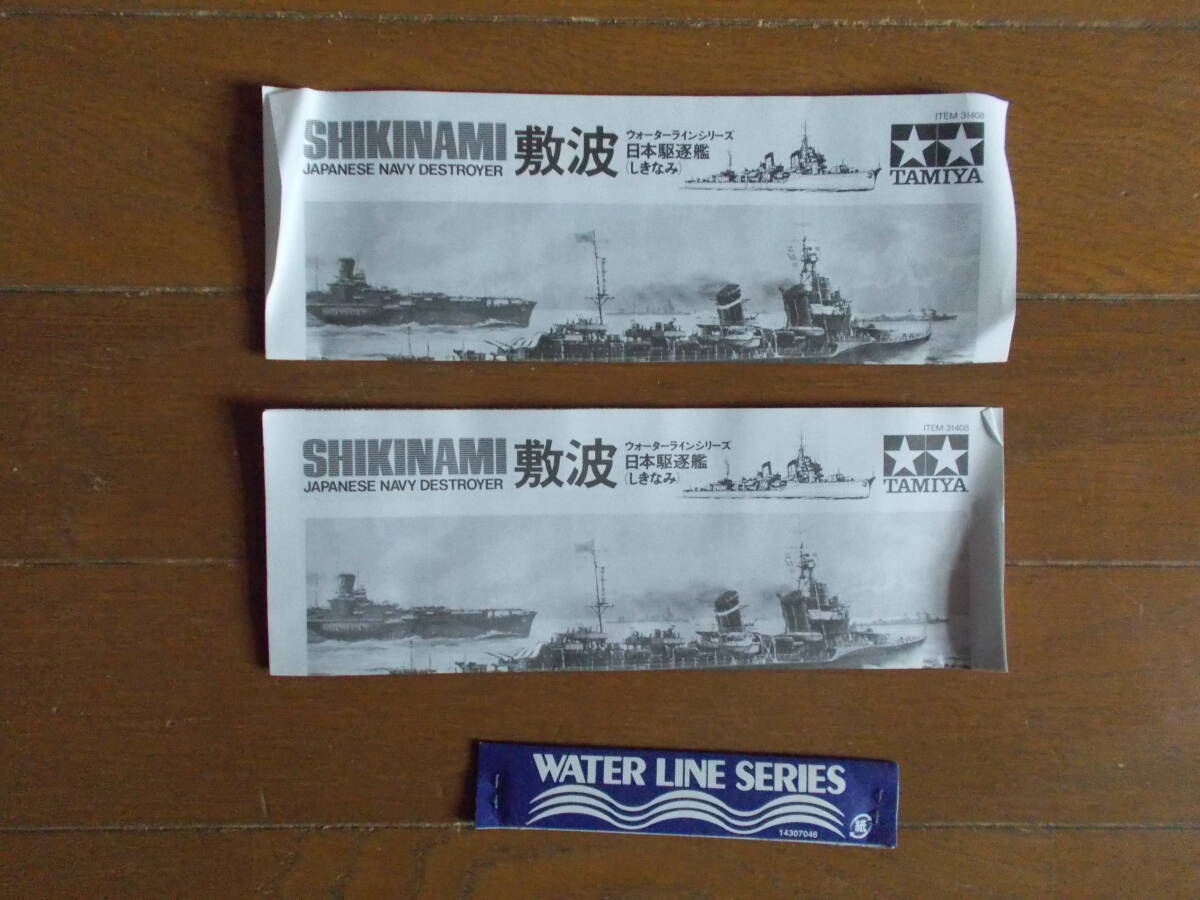 SHIKINAMI
JAPANESE NAVY DESTROYER
敷波
ウォーターラインシリーズ
日本駆逐艦
(しきなみ)
ITEM 31408
TAMIYA
SHIKINAMI
JAPANESE NAVY DESTROYER
敷波
ウォーターラインシリーズ
日本駆逐艦
(しきなみ)
ITEM 31408
TAMIYA
WATER LINE SERIES
14307046
紙